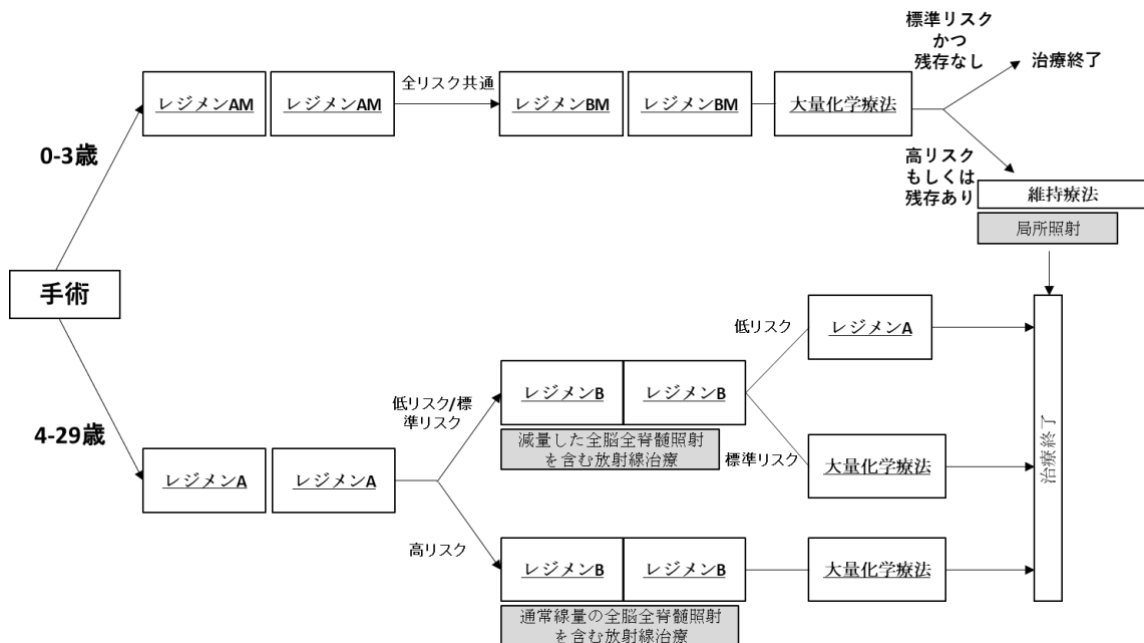 標準リスク
かつ
残存なし
治療終了
レジメンAM
レジメンAM
全リスク共通
レジメンBM
レジメンBM
大量化学療法
0-3歳
高リスク
もしくは
残存あり
維持療法
局所照射
手術
低リスク
レジメンA
レジメンB
レジメンB
低リスク/標
準リスク
4-29歳
減量した全脳全脊髄照射
を含む放射線治療
標準リスク
大量化学療法
治療終了
レジメンA
レジメンA
高リスク
レジメンB
レジメンB
大量化学療法
通常線量の全脳全脊髄照射
を含む放射線治療